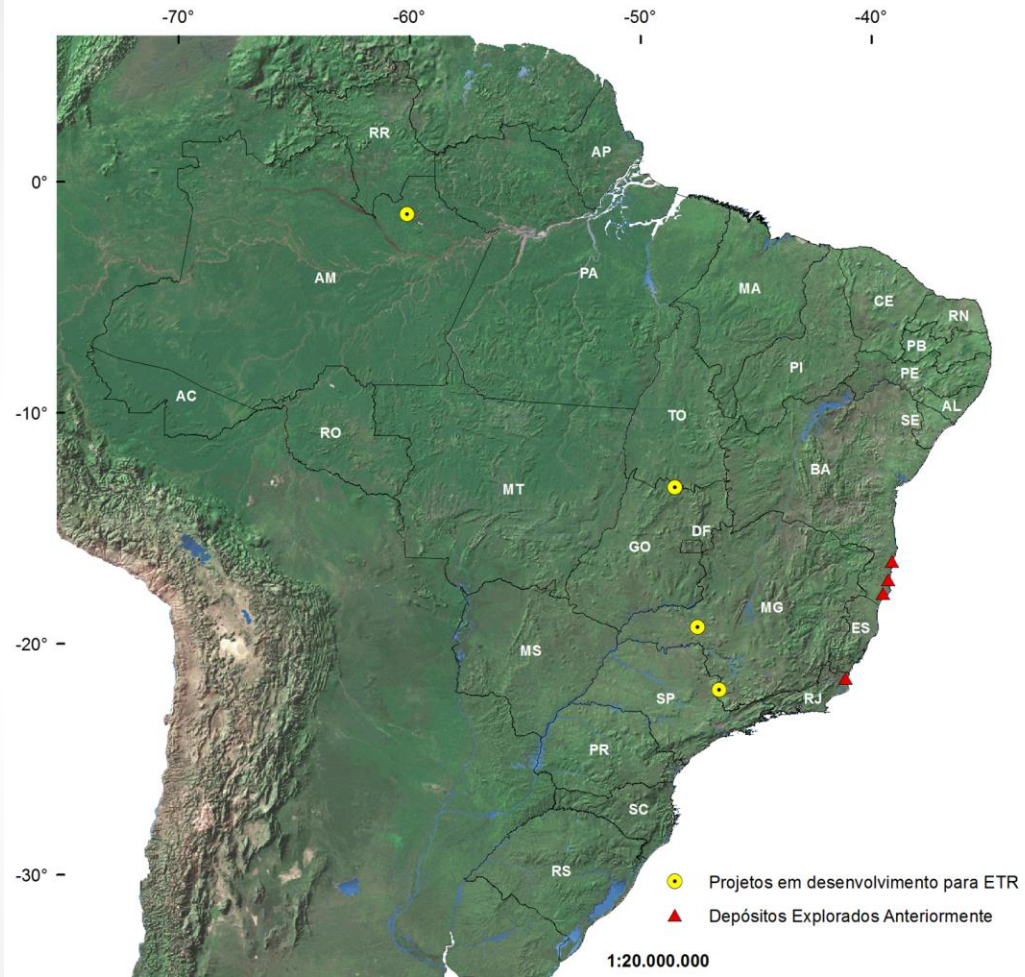 -70° -60° -50° -40°
RR
AP
0°
AM
PA
MA
CE
RN
PB
PI
PE
AC
AL
-10°
TO
SE
RO
BA
MT
DF
GO
MG
ES
-20°
MS
SP
RJ
PR
SC
RS
-30°
Projetos em desenvolvimento para ETR
Depósitos Explorados Anteriormente
1:20.000.000